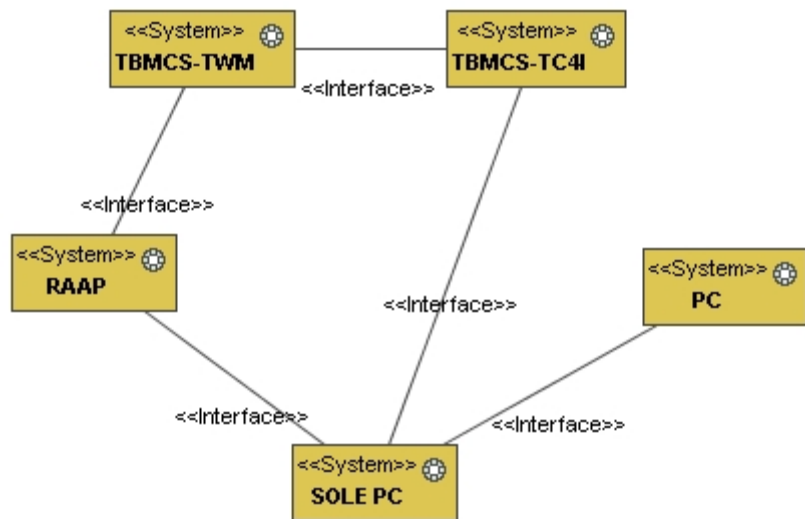 <<System>>
TBMCS-TWM
<<System>>
TBMCS-TC4I
<<Interface>>
<<Interface>>
<<System>>
RAAP
<<System>>
PC
<<Interface>>
<<Interface>>
<<Interface>>
<<System>>
SOLE PC